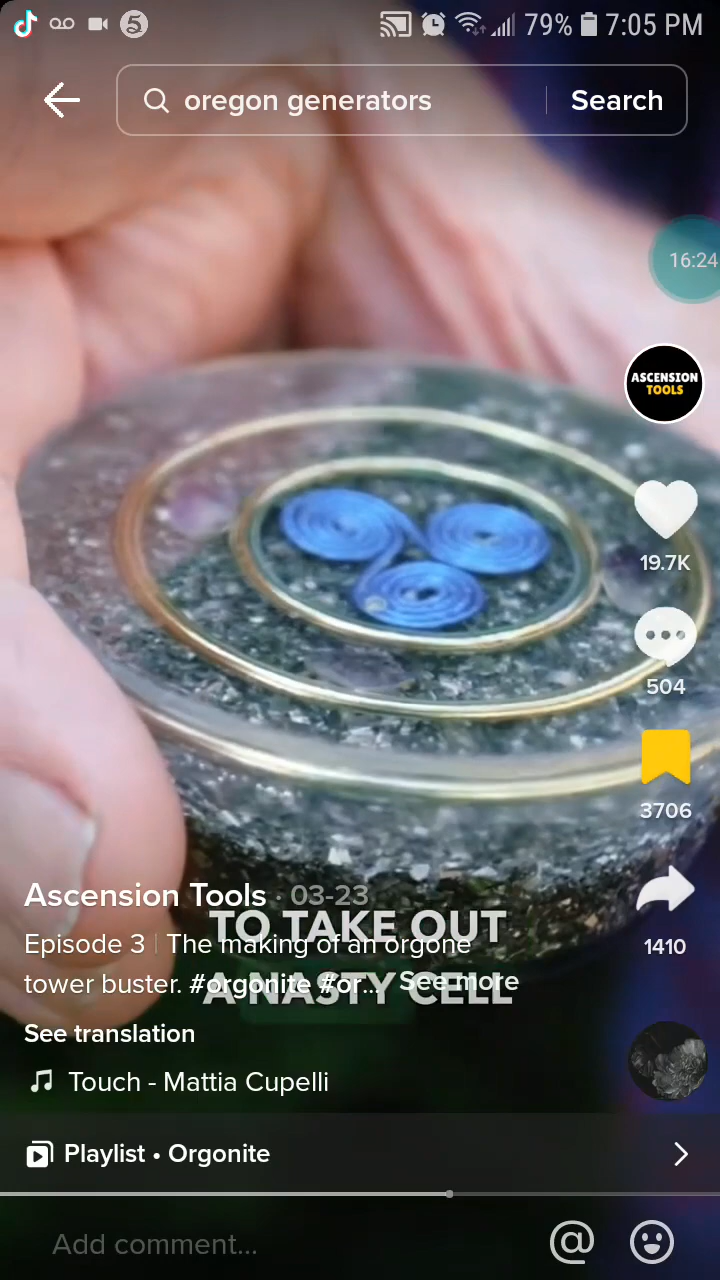 79% 7:05 PM
oregon generators Search
16:24
ASCENSION
TOOLS
19.7K
504
3706
Ascension Tools · 03-23
TO TAKE OUT
Episode 3 | The making of an orgone
1410
tower buster. #orgonite #or... See more
A NASTY CELL
See translation
Touch - Mattia Cupelli
Playlist • Orgonite
Add comment... @